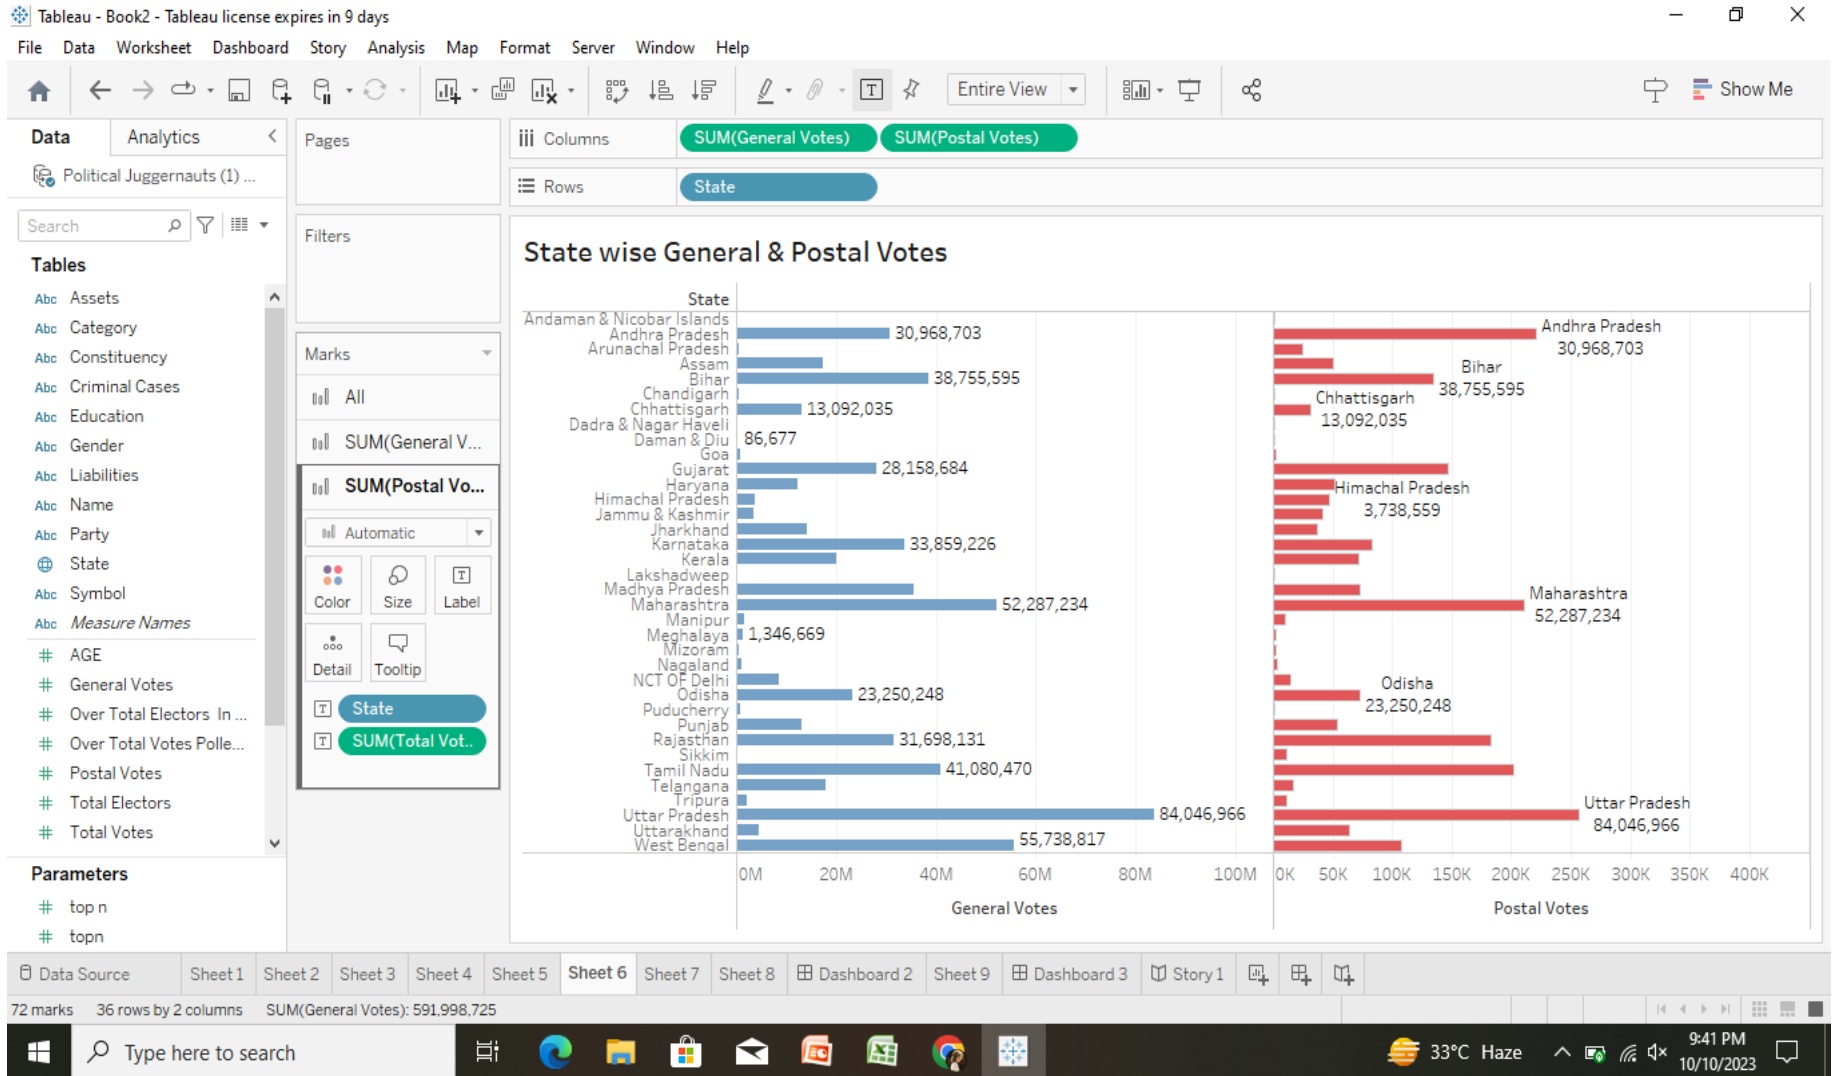 Tableau - Book2 - Tableau license expires in 9 days
File Data Worksheet Dashboard Story Analysis Map Format Server Window Help
Entire View
Show Me
Data Analytics
Political Juggernauts (1) ...
Search
Tables
Abc Assets
Abc Category
Abc Constituency
Abc Criminal Cases
Abc Education
Abc Gender
Abc Liabilities
Abc Name
Abc Party
State
Abc Symbol
Abc Measure Names
# AGE
# General Votes
# Over Total Electors In ...
# Over Total Votes Polle...
# Postal Votes
# Total Electors
# Total Votes
Parameters
# top n
# topn
Pages
Filters
Marks
All
SUM(General V...
SUM(Postal Vo...
Automatic
Color Size Label
Detail Tooltip
State
SUM(Total Vot..
Columns SUM(General Votes) SUM(Postal Votes)
Rows State
State wise General & Postal Votes
State
Andaman & Nicobar Islands
Andhra Pradesh 30,968,703 Andhra Pradesh 30,968,703
Arunachal Pradesh
Assam
Bihar 38,755,595 Bihar 38,755,595
Chandigarh
Chhattisgarh 13,092,035 Chhattisgarh 13,092,035
Dadra & Nagar Haveli
Daman & Diu 86,677
Goa
Gujarat 28,158,684
Haryana
Himachal Pradesh Himachal Pradesh 3,738,559
Jammu & Kashmir
Jharkhand
Karnataka 33,859,226
Kerala
Lakshadweep
Madhya Pradesh
Maharashtra 52,287,234 Maharashtra 52,287,234
Manipur
Meghalaya 1,346,669
Mizoram
Nagaland
NCT OF Delhi
Odisha 23,250,248 Odisha 23,250,248
Puducherry
Punjab
Rajasthan 31,698,131
Sikkim
Tamil Nadu 41,080,470
Telangana
Tripura
Uttar Pradesh 84,046,966 Uttar Pradesh 84,046,966
Uttarakhand
West Bengal 55,738,817
0M 20M 40M 60M 80M 100M 0K 50K 100K 150K 200K 250K 300K 350K 400K
General Votes Postal Votes
Data Source Sheet 1 Sheet 2 Sheet 3 Sheet 4 Sheet 5 Sheet 6 Sheet 7 Sheet 8 Dashboard 2 Sheet 9 Dashboard 3 Story 1
72 marks 36 rows by 2 columns SUM(General Votes): 591,998,725
Type here to search
33°C Haze
9:41 PM
10/10/2023